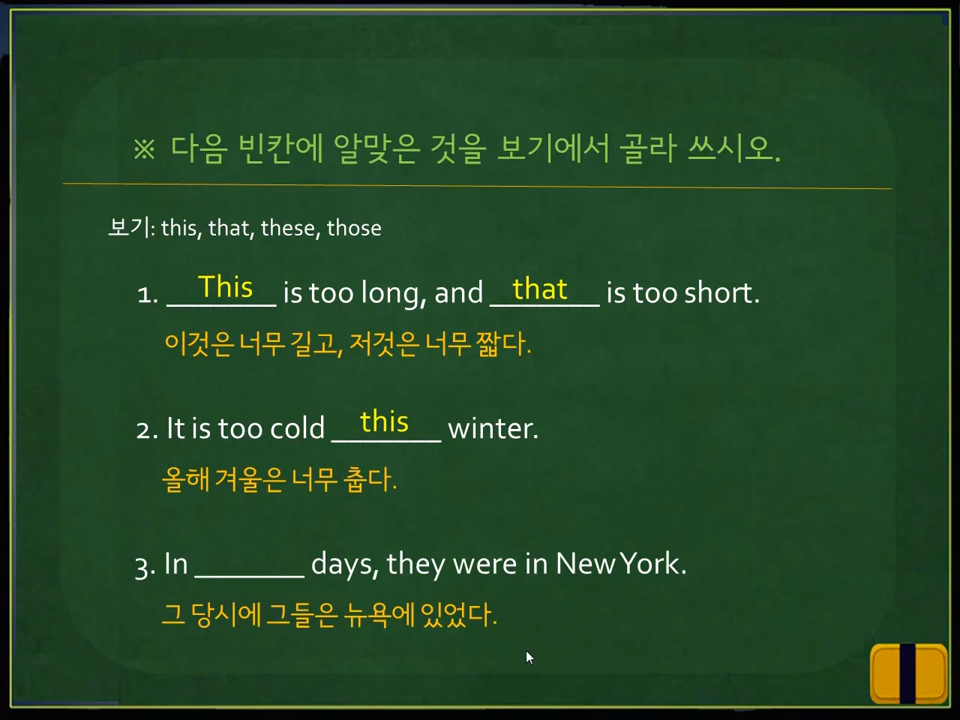 ※ 다음 빈칸에 알맞은 것을 보기에서 골라 쓰시오.
보기: this, that, these, those
1. This is too long, and that is too short.
이것은 너무 길고, 저것은 너무 짧다.
2. It is too cold this winter.
올해 겨울은 너무 춥다.
3. In _______ days, they were in New York.
그 당시에 그들은 뉴욕에 있었다.